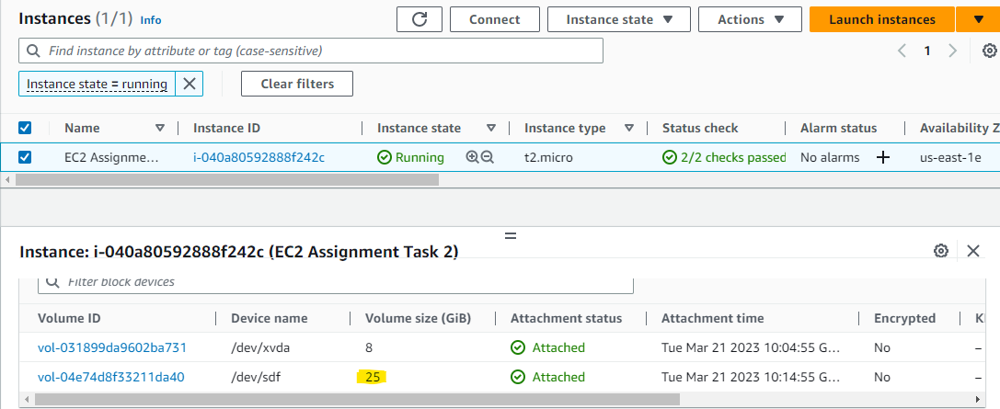 Instances (1/1) Info Connect Instance state Actions Launch instances
Find instance by attribute or tag (case-sensitive) 1
Instance state = running Clear filters
Name Instance ID Instance state Instance type Status check Alarm status Availability Z
EC2 Assignme... i-040a80592888f242c Running t2.micro 2/2 checks passed No alarms us-east-1e
Instance: i-040a80592888f242c (EC2 Assignment Task 2)
Filter block devices
Volume ID Device name Volume size (GiB) Attachment status Attachment time Encrypted
vol-031899da9602ba731 /dev/xvda 8 Attached Tue Mar 21 2023 10:04:55 G... No –
vol-04e74d8f33211da40 /dev/sdf 25 Attached Tue Mar 21 2023 10:14:55 G... No –